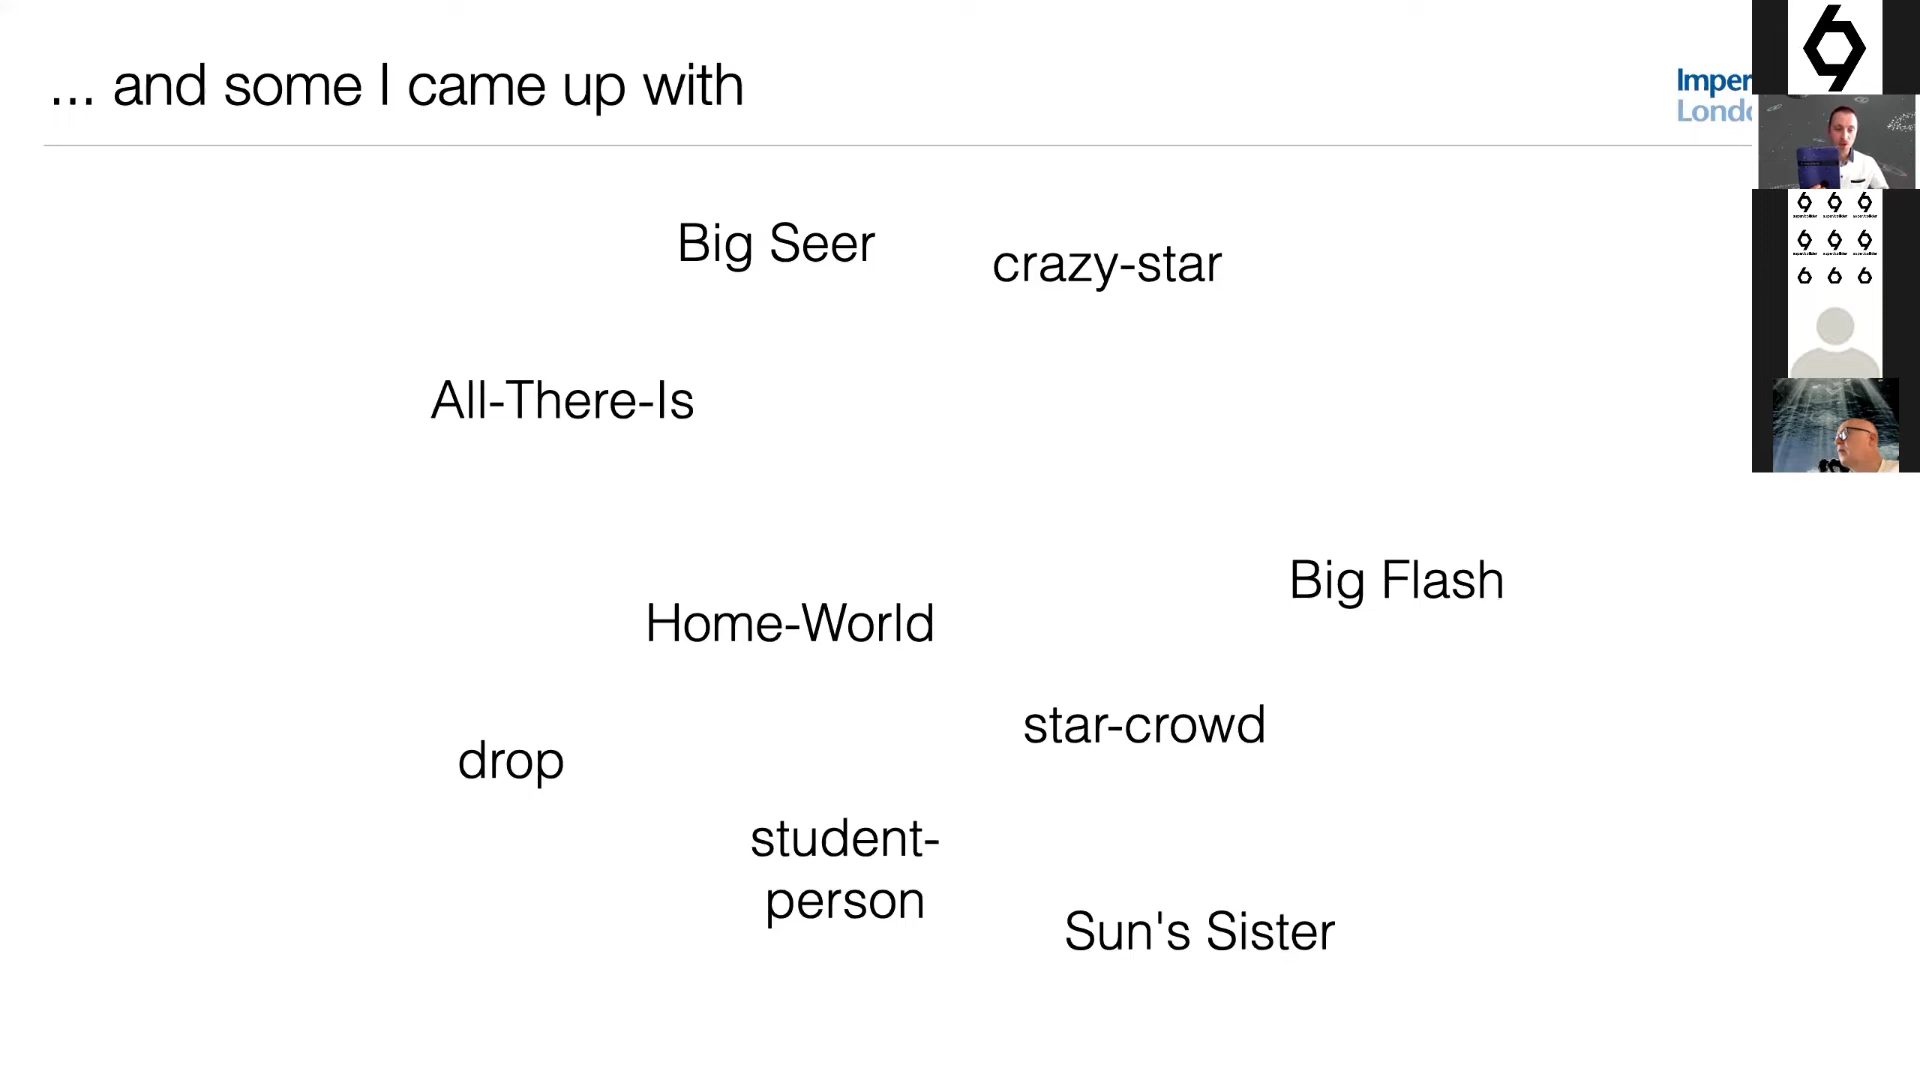 ... and some I came up with
Imper
Londo
Big Seer
crazy-star
All-There-Is
Big Flash
Home-World
star-crowd
drop
student-
person
Sun's Sister